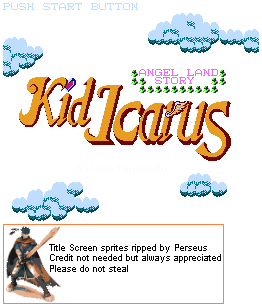 PUSH START BUTTON
ANGEL LAND
STORY
Kid Icarus
Title Screen sprites ripped by Perseus
Credit not needed but always appreciated
Please do not steal